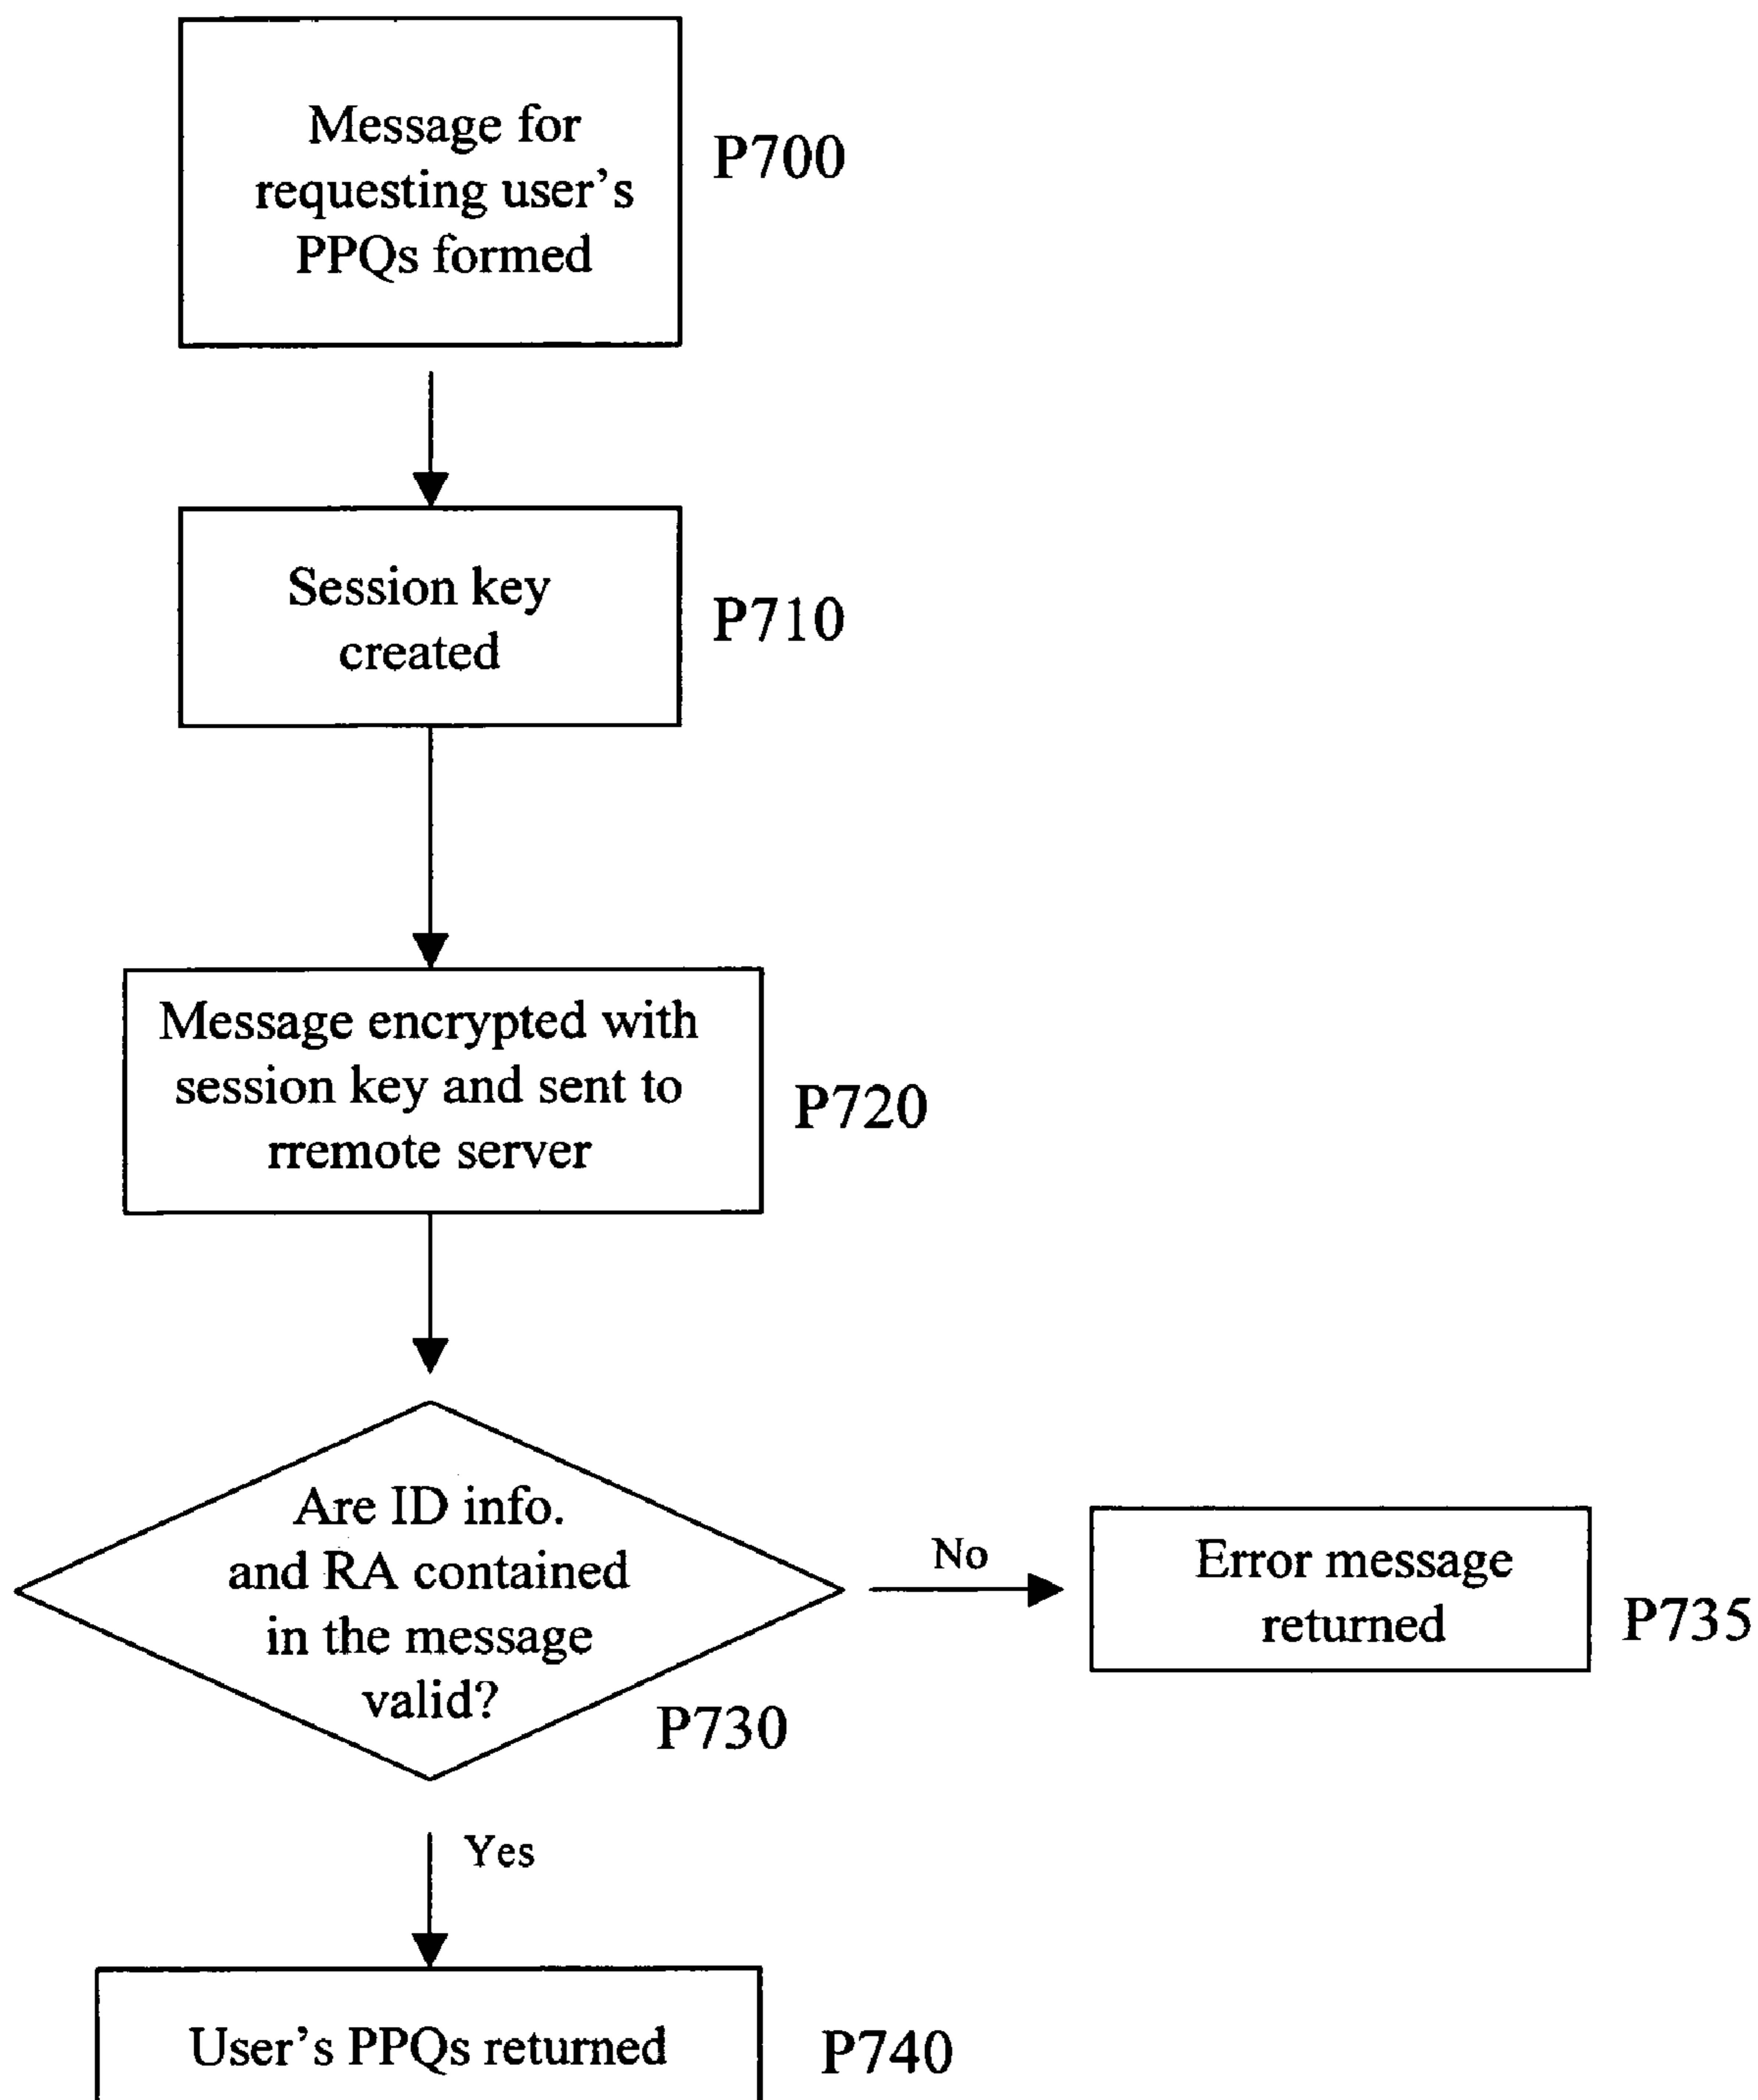 Message for
requesting user's
PPQs formed
P700
Session key
created
P710
Message encrypted with
session key and sent to
rremote server
P720
Are ID info.
and RA contained
in the message
valid?
P730
No
Error message
returned
P735
Yes
User's PPQs returned
P740